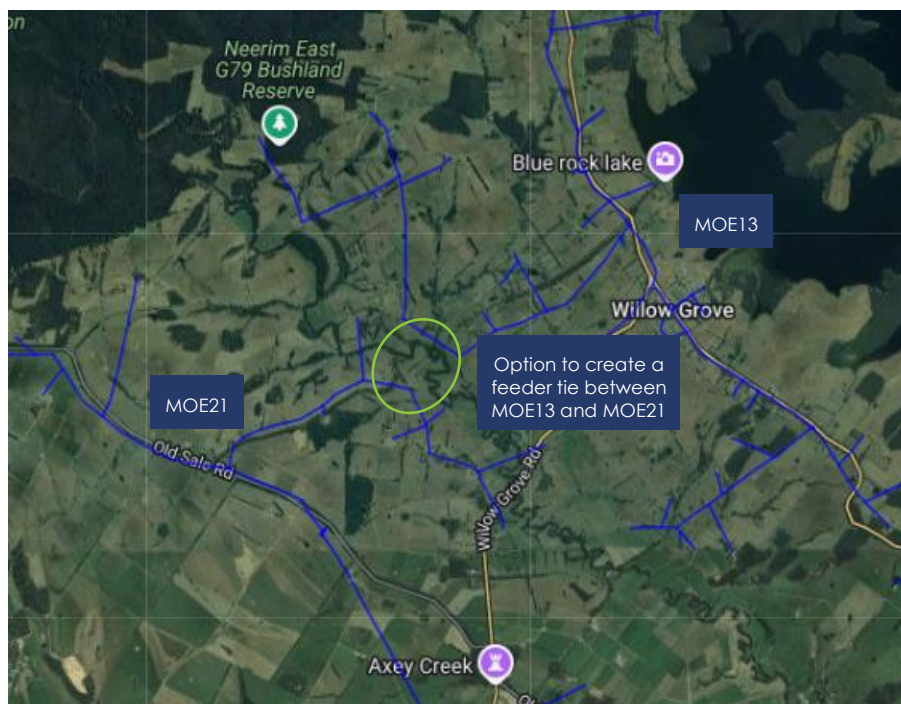 on
Neerim East
G79 Bushland
Reserve
Blue rock lake
MOE13
Willow Grove
Option to create a
feeder tie between
MOE13 and MOE21
MOE21
Old Sale Rd
Willow Grove Rd
Axey Creek